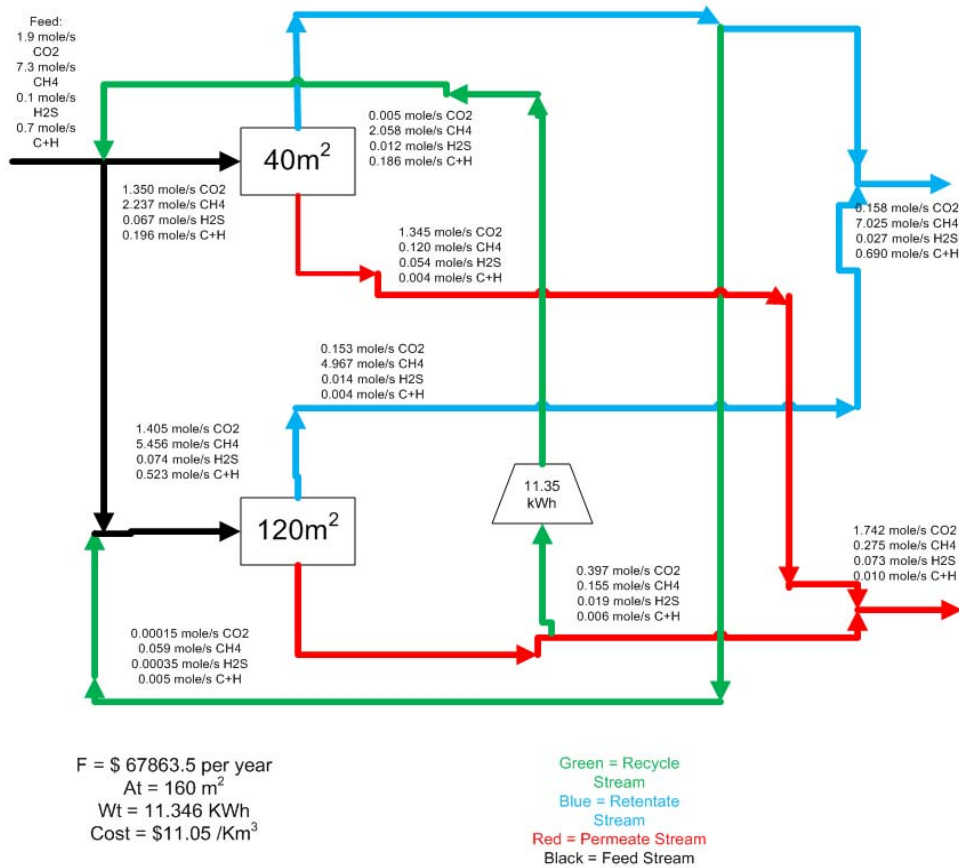 Feed:
1.9 mole/s
CO2
7.3 mole/s
CH4
0.1 mole/s
H2S
0.7 mole/s
C+H
40m²
0.005 mole/s CO2
2.058 mole/s CH4
0.012 mole/s H2S
0.186 mole/s C+H
1.350 mole/s CO2
2.237 mole/s CH4
0.067 mole/s H2S
0.196 mole/s C+H
1.345 mole/s CO2
0.120 mole/s CH4
0.054 mole/s H2S
0.004 mole/s C+H
0.158 mole/s CO2
7.025 mole/s CH4
0.027 mole/s H2S
0.690 mole/s C+H
0.153 mole/s CO2
4.967 mole/s CH4
0.014 mole/s H2S
0.004 mole/s C+H
1.405 mole/s CO2
5.456 mole/s CH4
0.074 mole/s H2S
0.523 mole/s C+H
120m²
11.35
kWh
1.742 mole/s CO2
0.275 mole/s CH4
0.073 mole/s H2S
0.010 mole/s C+H
0.397 mole/s CO2
0.155 mole/s CH4
0.019 mole/s H2S
0.006 mole/s C+H
0.00015 mole/s CO2
0.059 mole/s CH4
0.00035 mole/s H2S
0.005 mole/s C+H
F = $ 67863.5 per year
At = 160 m²
Wt = 11.346 KWh
Cost = $11.05 /Km³
Green = Recycle
Stream
Blue = Retentate
Stream
Red = Permeate Stream
Black = Feed Stream